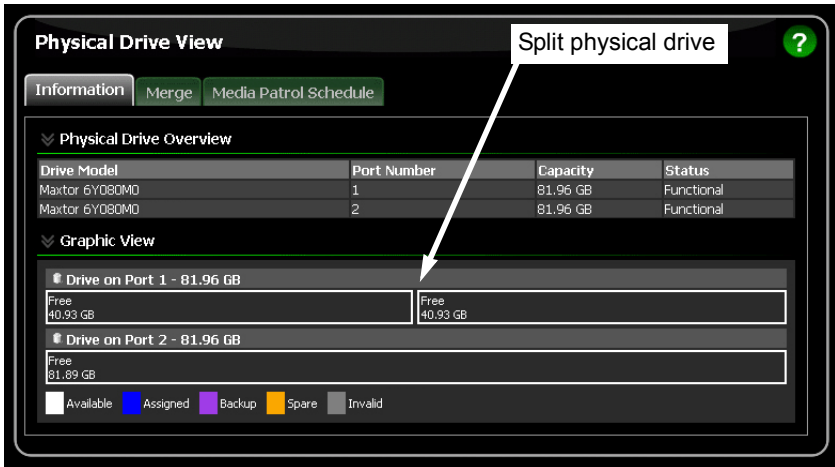 Physical Drive View
Split physical drive
?
Information Merge Media Patrol Schedule
Physical Drive Overview
Drive Model Port Number Capacity Status
Maxtor 6Y080M0 1 81.96 GB Functional
Maxtor 6Y080M0 2 81.96 GB Functional
Graphic View
Drive on Port 1 - 81.96 GB
Free Free
40.93 GB 40.93 GB
Drive on Port 2 - 81.96 GB
Free
81.89 GB
Available Assigned Backup Spare Invalid